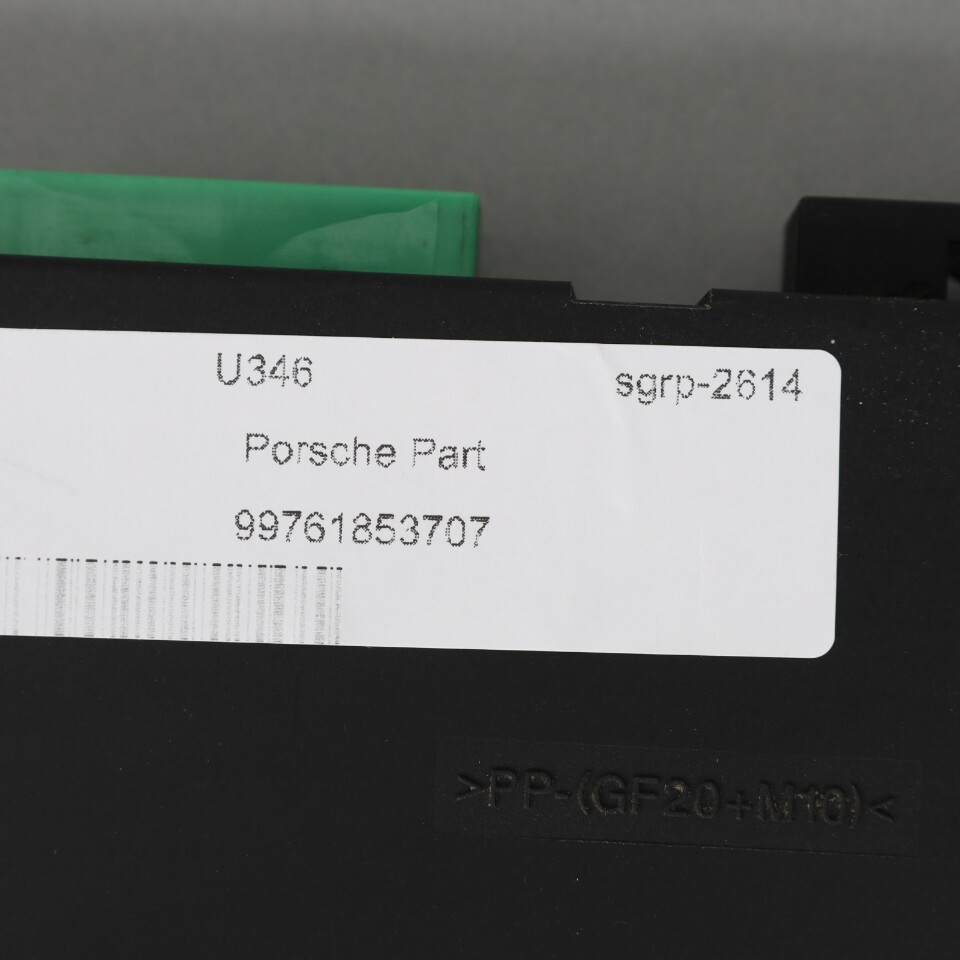 U346 sgrp-2614
Porsche Part
99761853707
>PP-(GF20+M10)<